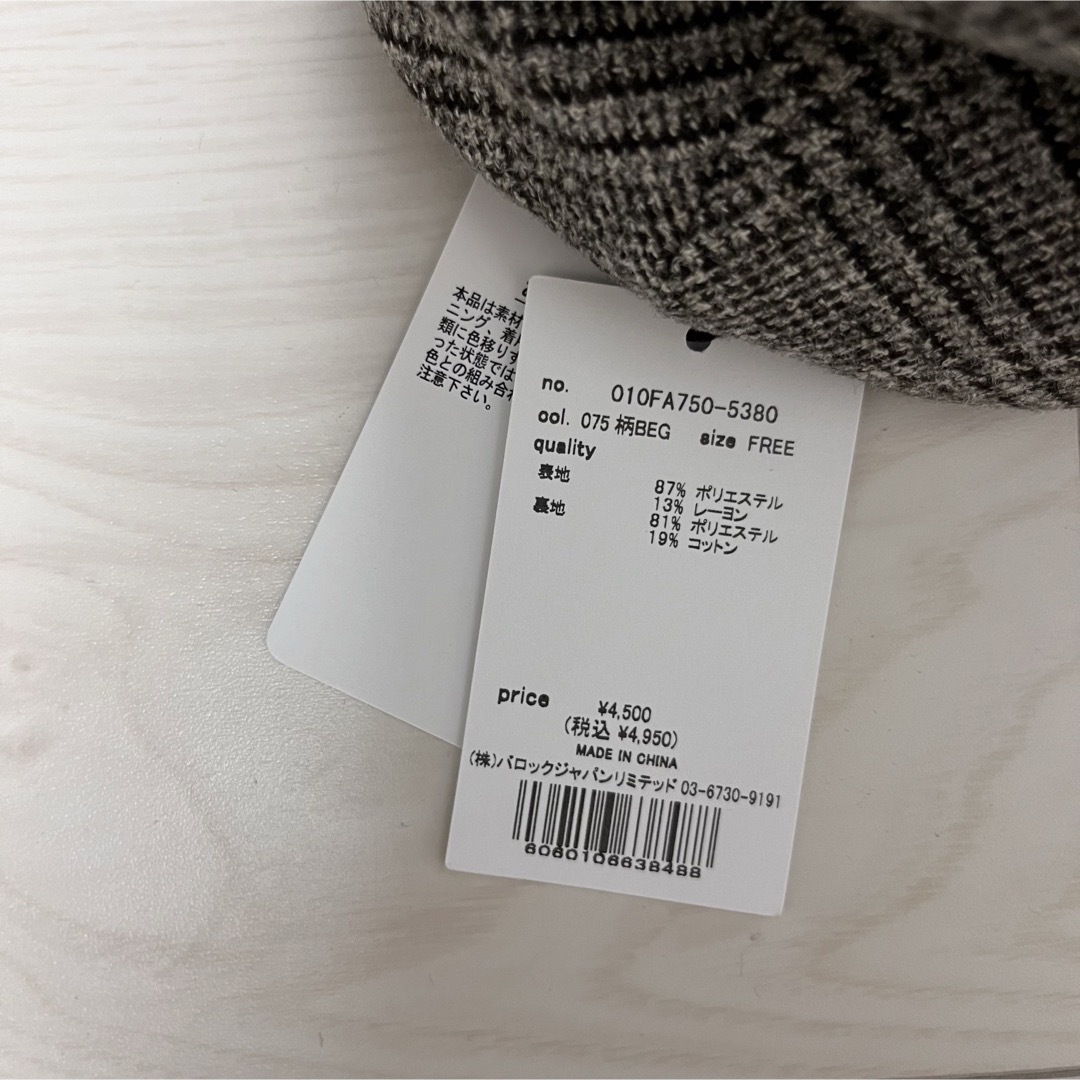 本品は素材
ニング、着
類に色移りす
った状態では
色との組み合わ
注意下さい。
no. 010FA750-5380
col. 075 柄BEG size FREE
quality
表地 87% ポリエステル
13% レーヨン
裏地 81% ポリエステル
19% コットン
price ¥4,500
(税込 ¥4,950)
MADE IN CHINA
(株)バロックジャパンリミテッド 03-6730-9191
6060106638488